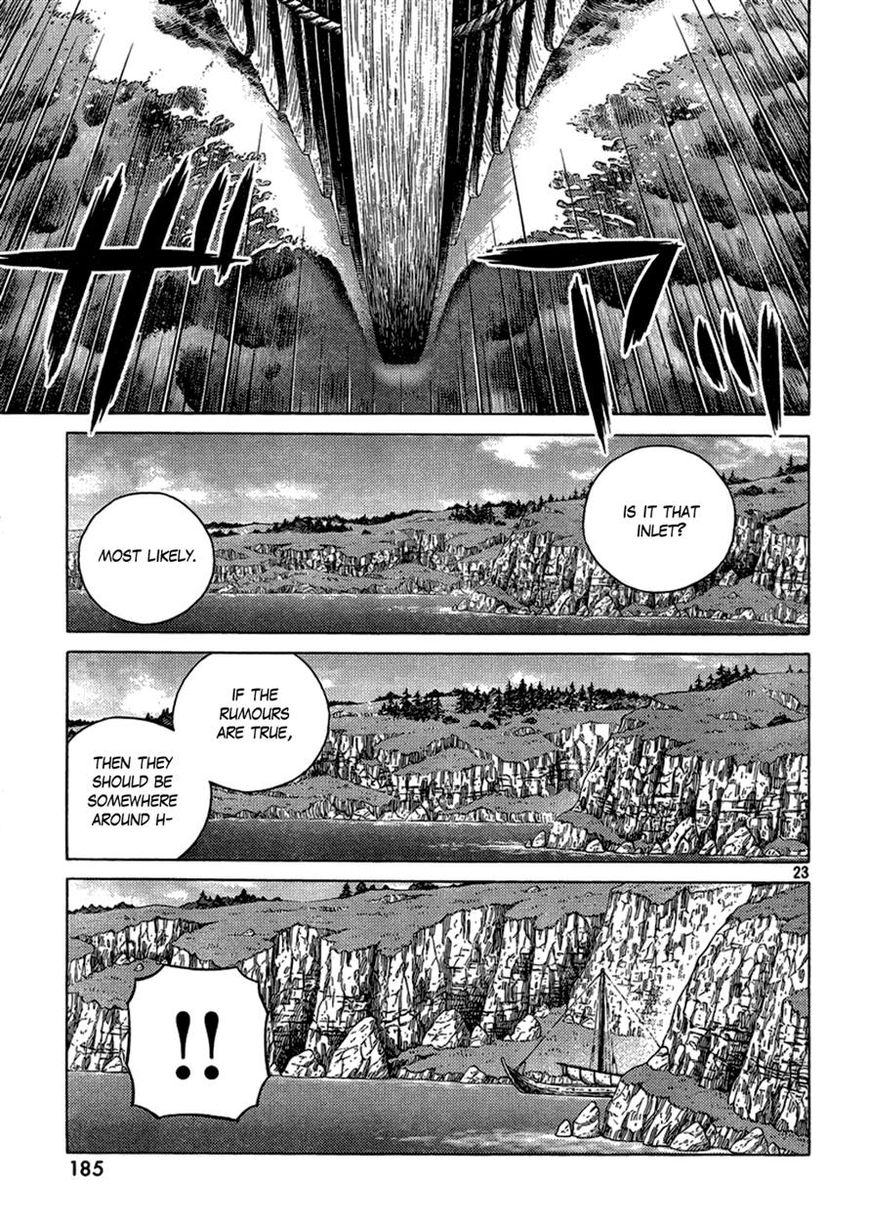 ザザアッ
IS IT THAT
INLET?
MOST LIKELY.
IF THE
RUMOURS
ARE TRUE,
THEN THEY
SHOULD BE
SOMEWHERE
AROUND H-
23
!!
185